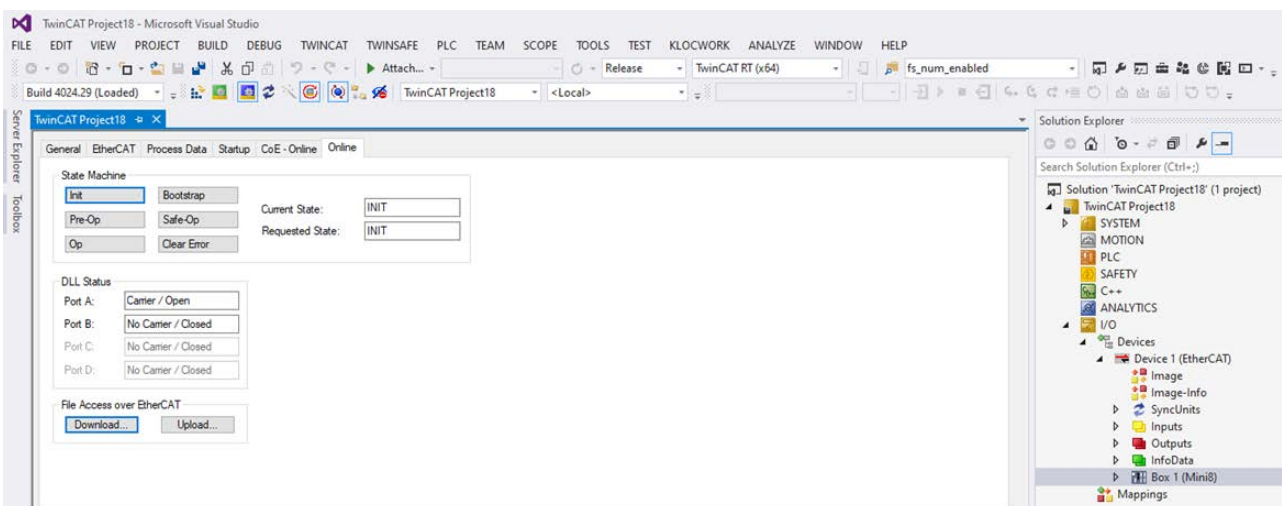 TwinCAT Project18 - Microsoft Visual Studio
FILE EDIT VIEW PROJECT BUILD DEBUG TWINCAT TWINSAFE PLC TEAM SCOPE TOOLS TEST KLOCWORK ANALYZE WINDOW HELP
Attach... Release TwinCAT RT (x64) fs_num_enabled
Build 4024.29 (Loaded) TwinCAT Project18 <Local>
Server Explorer
Toolbox
TwinCAT Project18
General EtherCAT Process Data Startup CoE - Online Online
State Machine
Init Bootstrap
Pre-Op Safe-Op
Op Clear Error
Current State: INIT
Requested State: INIT
DLL Status
Port A: Carrier / Open
Port B: No Carrier / Closed
Port C: No Carrier / Closed
Port D: No Carrier / Closed
File Access over EtherCAT
Download... Upload...
Solution Explorer
Search Solution Explorer (Ctrl+;)
Solution 'TwinCAT Project18' (1 project)
TwinCAT Project18
SYSTEM
MOTION
PLC
SAFETY
C++
ANALYTICS
I/O
Devices
Device 1 (EtherCAT)
Image
Image-Info
SyncUnits
Inputs
Outputs
InfoData
Box 1 (Mini8)
Mappings